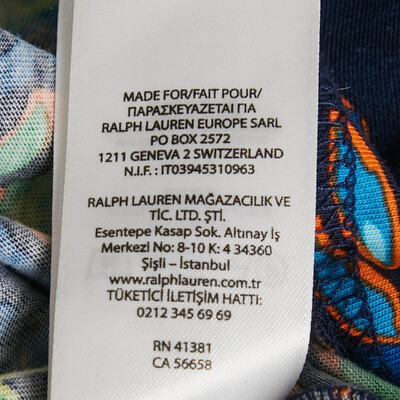 MADE FOR/FAIT POUR/
ΠΑΡΑΣΚΕΥΑΖΕΤΑΙ ΓΙΑ
RALPH LAUREN EUROPE SARL
PO BOX 2572
1211 GENEVA 2 SWITZERLAND
N.I.F. : IT03945310963
RALPH LAUREN MAĞAZACILIK VE
TİC. LTD. ŞTİ.
Esentepe Kasap Sok. Altınay İş
Merkezi No: 8-10 K: 4 34360
Şişli – İstanbul
www.ralphlauren.com.tr
TÜKETİCİ İLETİŞİM HATTI:
0212 345 69 69
RN 41381
CA 56658